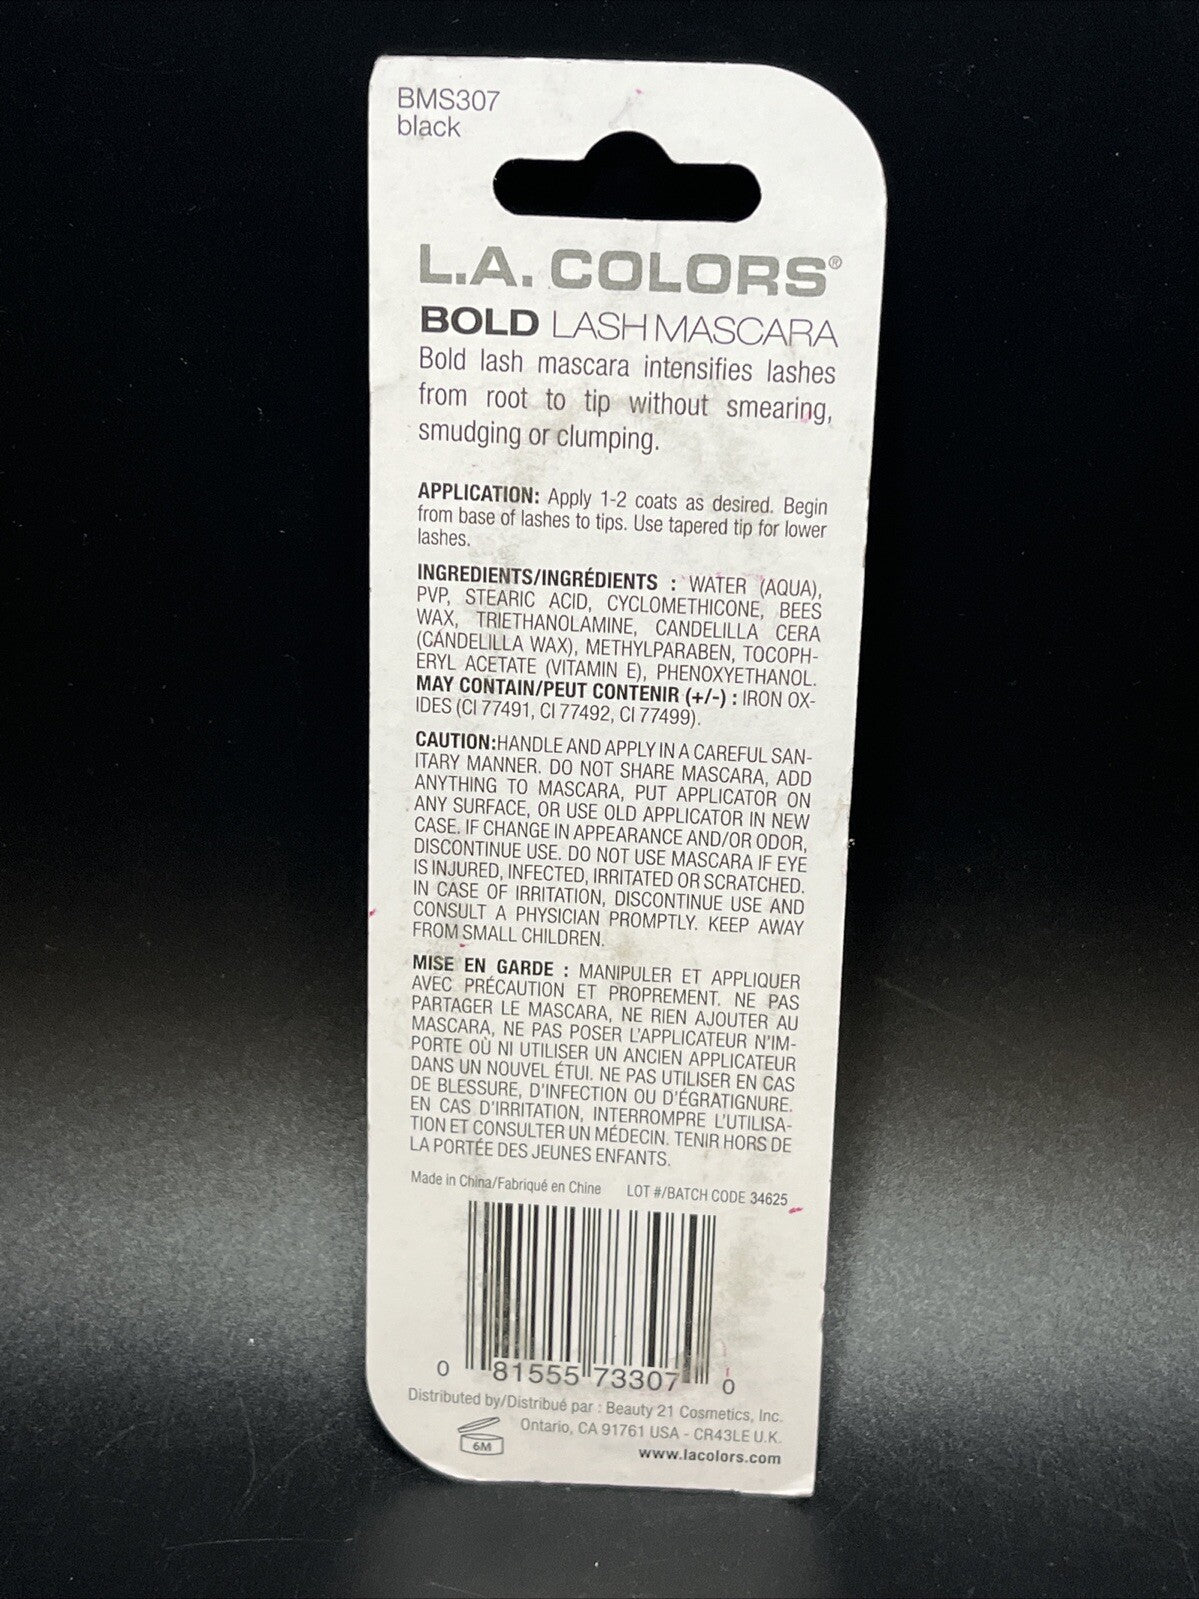 BMS307
black
L.A. COLORS®
BOLD LASH MASCARA
Bold lash mascara intensifies lashes
from root to tip without smearing,
smudging or clumping.
APPLICATION: Apply 1-2 coats as desired. Begin
from base of lashes to tips. Use tapered tip for lower
lashes.
INGREDIENTS/INGRÉDIENTS : WATER (AQUA),
PVP, STEARIC ACID, CYCLOMETHICONE, BEES
WAX, TRIETHANOLAMINE, CANDELILLA CERA
(CANDELILLA WAX), METHYLPARABEN, TOCOPH-
ERYL ACETATE (VITAMIN E), PHENOXYETHANOL.
MAY CONTAIN/PEUT CONTENIR (+/-) : IRON OX-
IDES (CI 77491, CI 77492, CI 77499).
CAUTION:HANDLE AND APPLY IN A CAREFUL SAN-
ITARY MANNER. DO NOT SHARE MASCARA, ADD
ANYTHING TO MASCARA, PUT APPLICATOR ON
ANY SURFACE, OR USE OLD APPLICATOR IN NEW
CASE. IF CHANGE IN APPEARANCE AND/OR ODOR,
DISCONTINUE USE. DO NOT USE MASCARA IF EYE
IS INJURED, INFECTED, IRRITATED OR SCRATCHED.
IN CASE OF IRRITATION, DISCONTINUE USE AND
CONSULT A PHYSICIAN PROMPTLY. KEEP AWAY
FROM SMALL CHILDREN.
MISE EN GARDE : MANIPULER ET APPLIQUER
AVEC PRÉCAUTION ET PROPREMENT. NE PAS
PARTAGER LE MASCARA, NE RIEN AJOUTER AU
MASCARA, NE PAS POSER L'APPLICATEUR N'IM-
PORTE OÙ NI UTILISER UN ANCIEN APPLICATEUR
DANS UN NOUVEL ÉTUI. NE PAS UTILISER EN CAS
DE BLESSURE, D'INFECTION OU D'ÉGRATIGNURE.
EN CAS D'IRRITATION, INTERROMPRE L'UTILISA-
TION ET CONSULTER UN MÉDECIN. TENIR HORS DE
LA PORTÉE DES JEUNES ENFANTS.
Made in China/Fabriqué en Chine LOT #/BATCH CODE 34625
0 81555 73307 0
Distributed by/Distribué par : Beauty 21 Cosmetics, Inc.
Ontario, CA 91761 USA - CR43LE U.K.
6M
www.lacolors.com